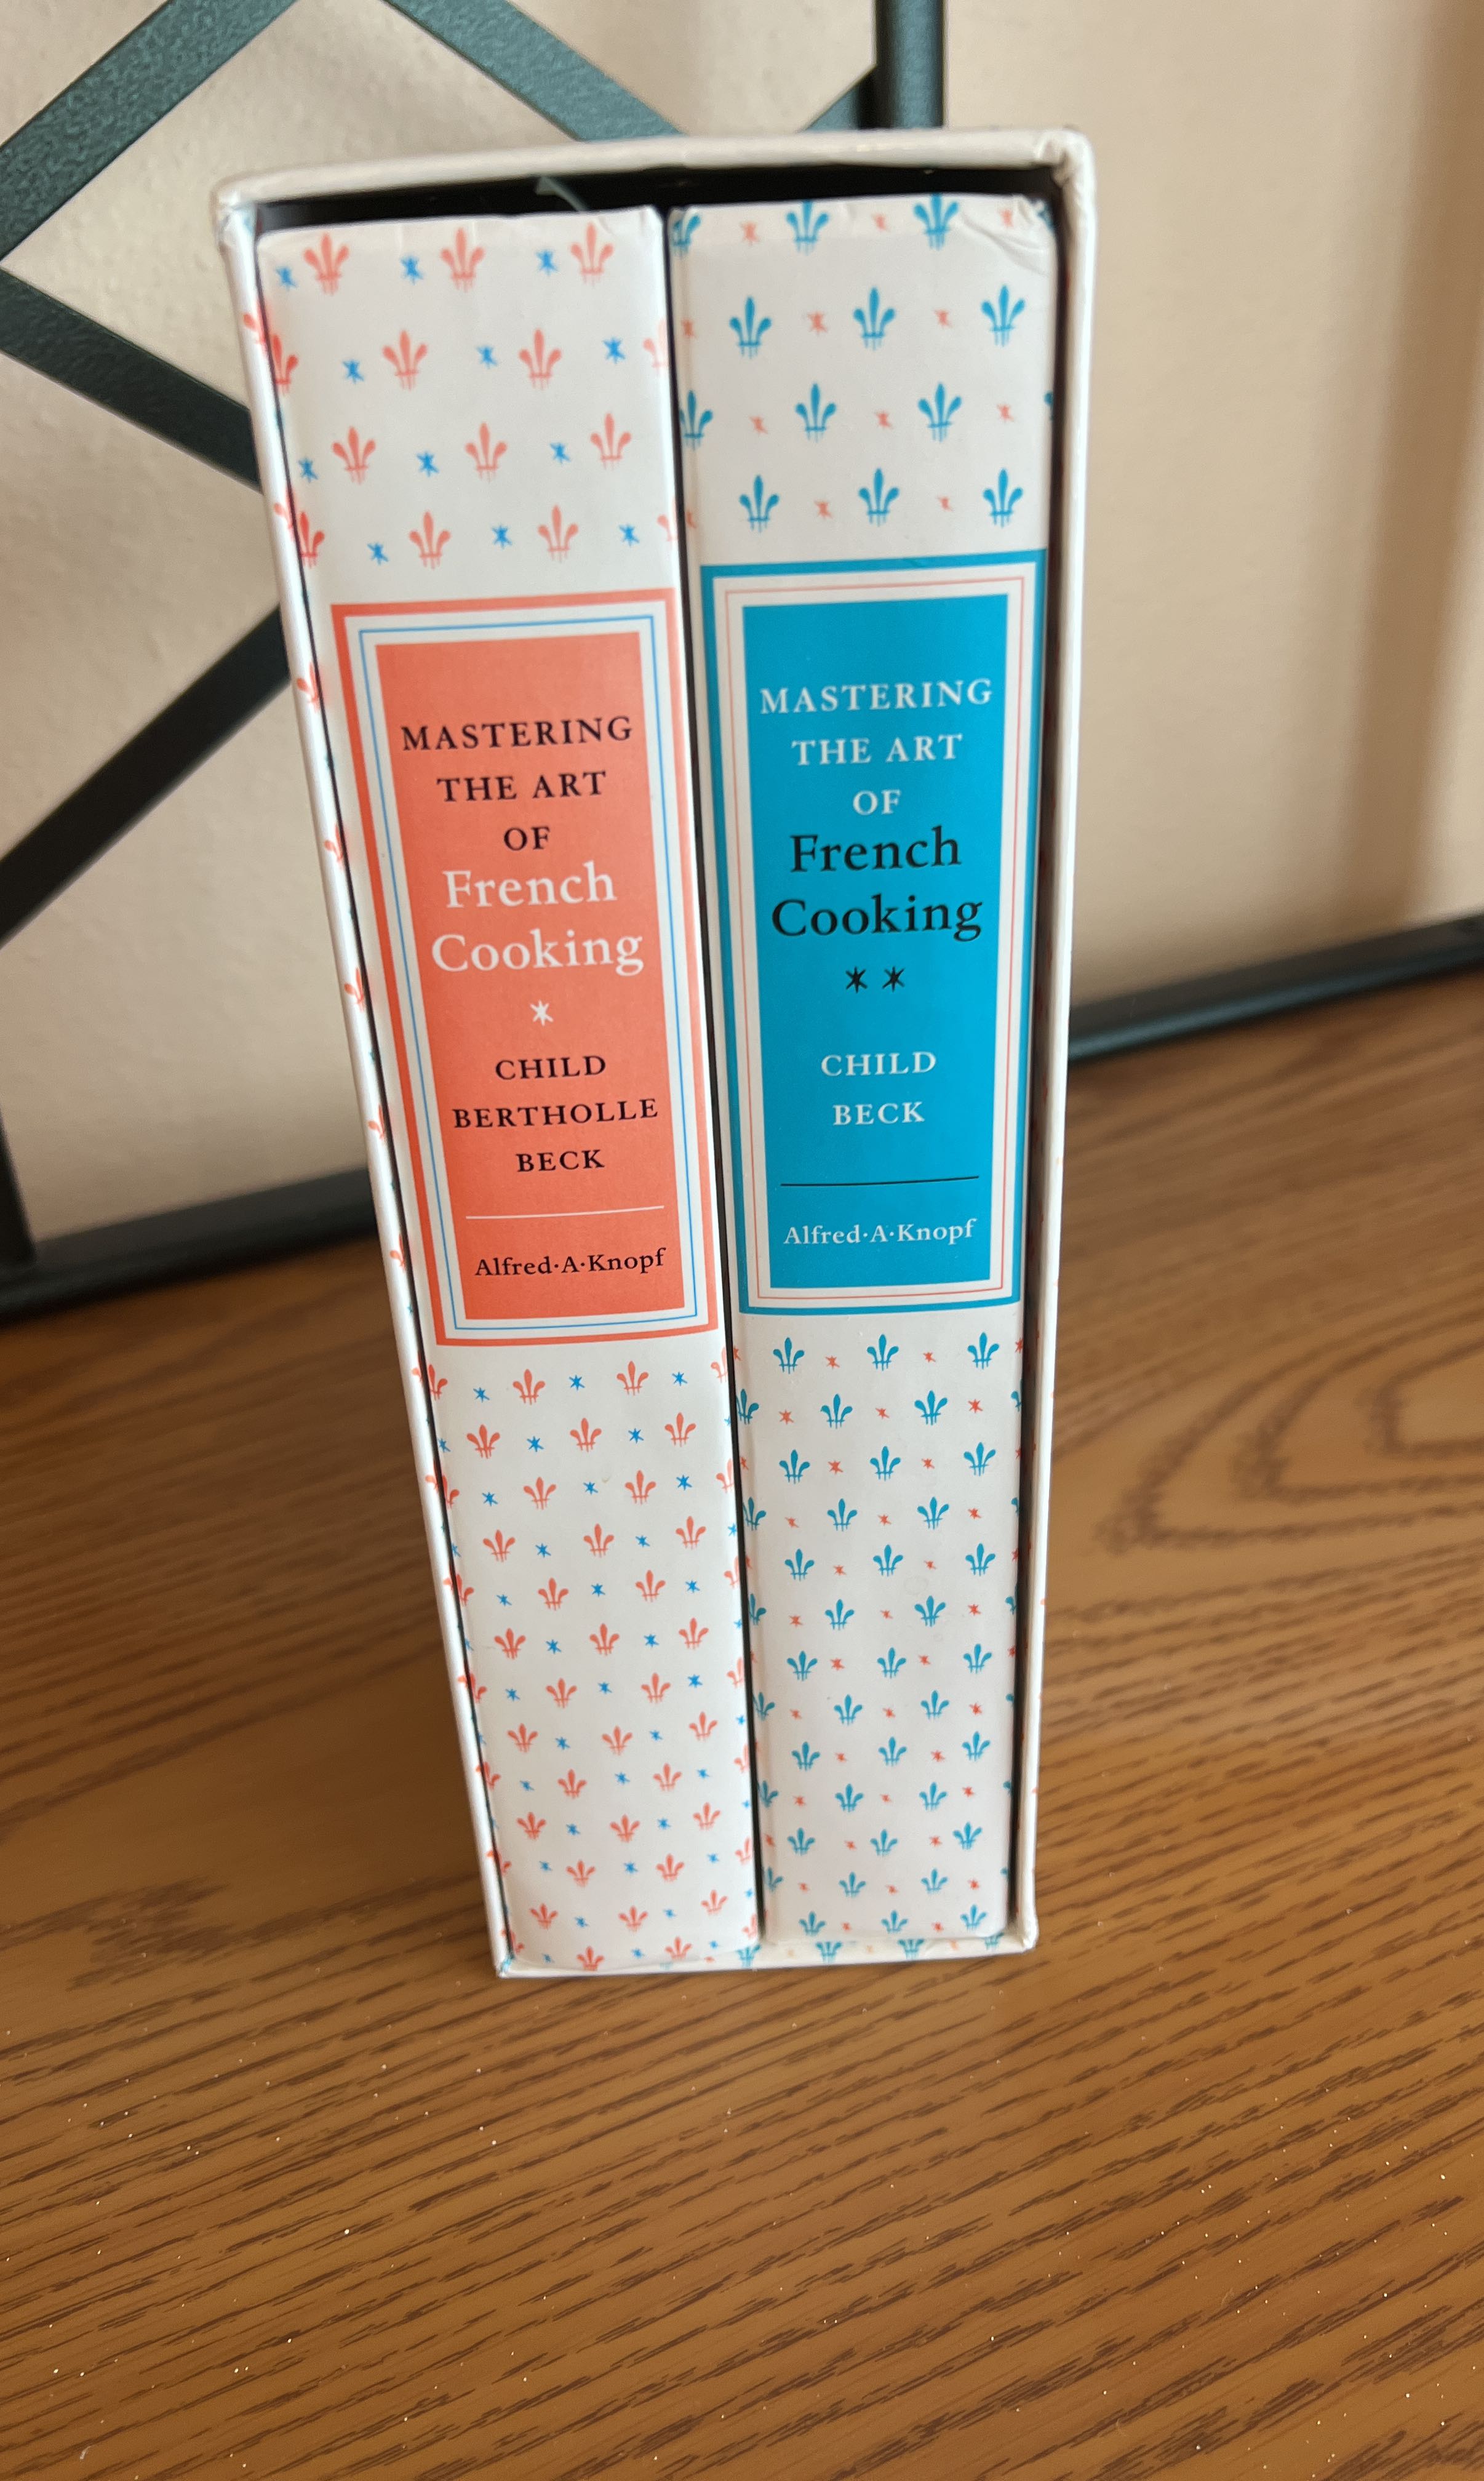 MASTERING
THE ART
OF
French
Cooking
*
CHILD
BERTHOLLE
BECK
Alfred·A·Knopf
MASTERING
THE ART
OF
French
Cooking
* *
CHILD
BECK
Alfred·A·Knopf